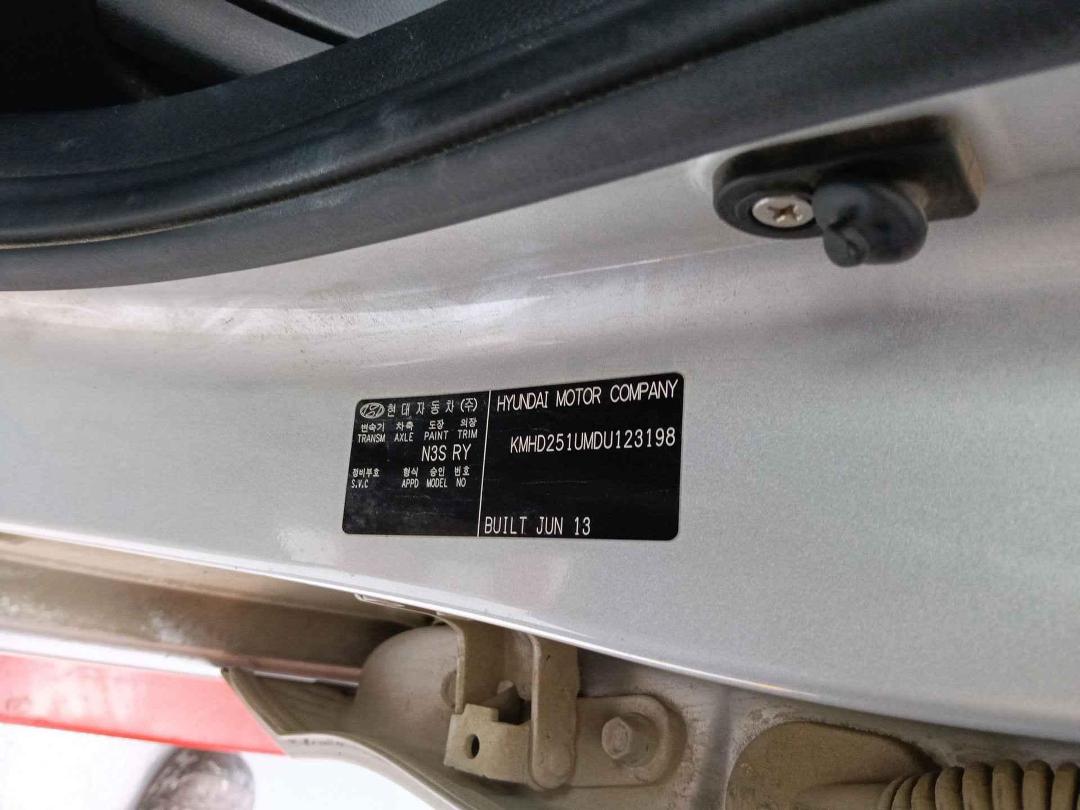 현대자동차(주)
변속기 차축 도장 의장
TRANSM AXLE PAINT TRIM
N3S RY
정비부호 형식 승인 번호
S.V.C APPD MODEL NO
HYUNDAI MOTOR COMPANY
KMHD251UMDU123198
BUILT JUN 13